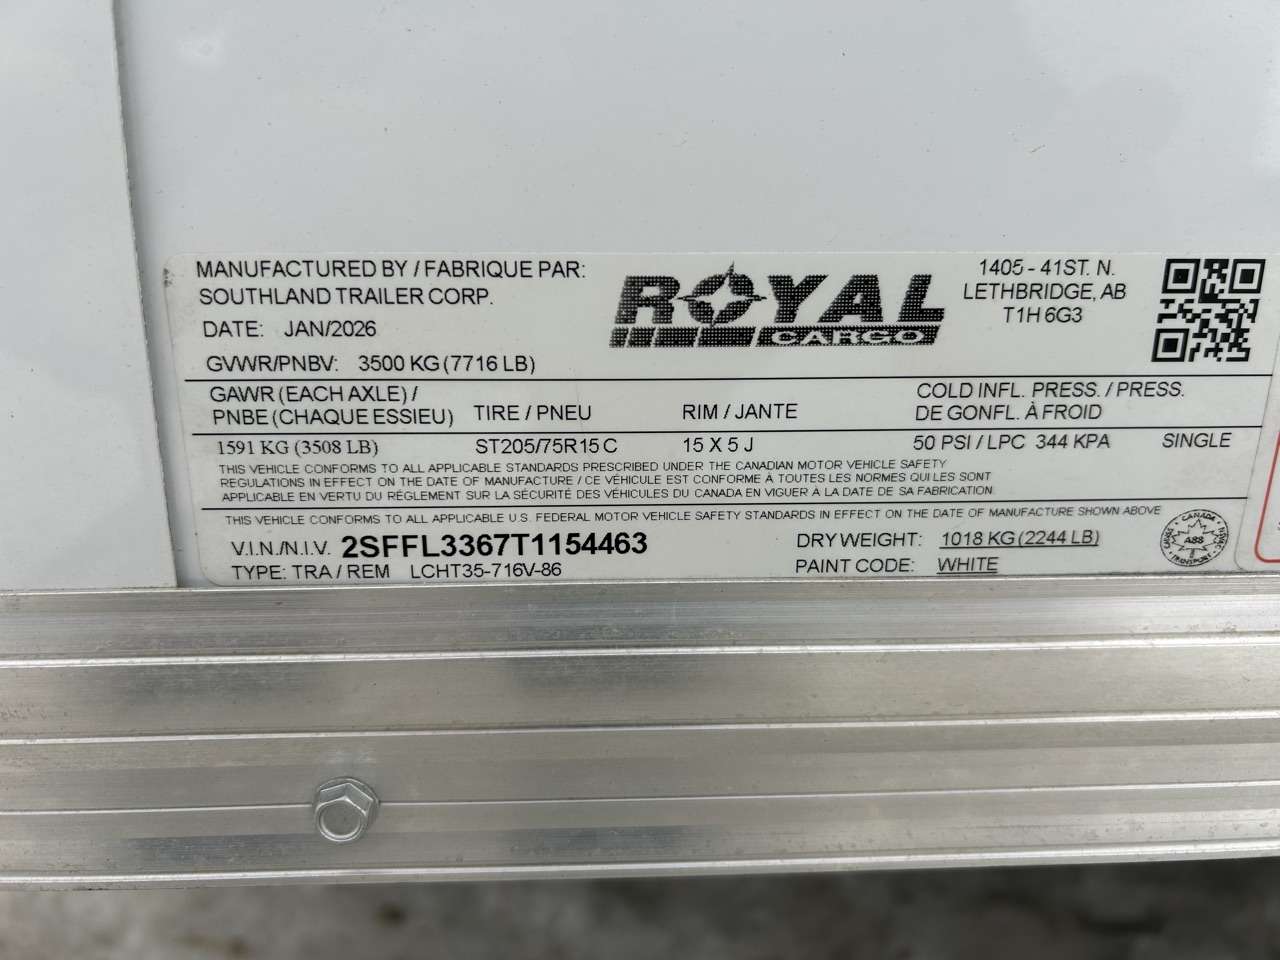 MANUFACTURED BY / FABRIQUE PAR:
SOUTHLAND TRAILER CORP.
DATE: JAN/2026
GVWR/PNBV: 3500 KG (7716 LB)
ROYAL
CARGO
1405 - 41ST. N.
LETHBRIDGE, AB
T1H 6G3
GAWR (EACH AXLE) /
PNBE (CHAQUE ESSIEU)
TIRE / PNEU
RIM / JANTE
COLD INFL. PRESS. / PRESS.
DE GONFL. À FROID
1591 KG (3508 LB) ST205/75R15 C 15 X 5 J 50 PSI / LPC 344 KPA SINGLE
THIS VEHICLE CONFORMS TO ALL APPLICABLE STANDARDS PRESCRIBED UNDER THE CANADIAN MOTOR VEHICLE SAFETY
REGULATIONS IN EFFECT ON THE DATE OF MANUFACTURE / CE VÉHICULE EST CONFORME À TOUTES LES NORMES QUI LES SONT
APPLICABLE EN VERTU DU RÉGLEMENT SUR LA SÉCURITÉ DES VÉHICULES DU CANADA EN VIGUER À LA DATE DE SA FABRICATION.
THIS VEHICLE CONFORMS TO ALL APPLICABLE U.S. FEDERAL MOTOR VEHICLE SAFETY STANDARDS IN EFFECT ON THE DATE OF MANUFACTURE SHOWN ABOVE
V.I.N./N.I.V. 2SFFL3367T1154463 DRY WEIGHT: 1018 KG (2244 LB)
TYPE: TRA / REM LCHT35-716V-86 PAINT CODE: WHITE
CANADA
A88
TRANSPORT